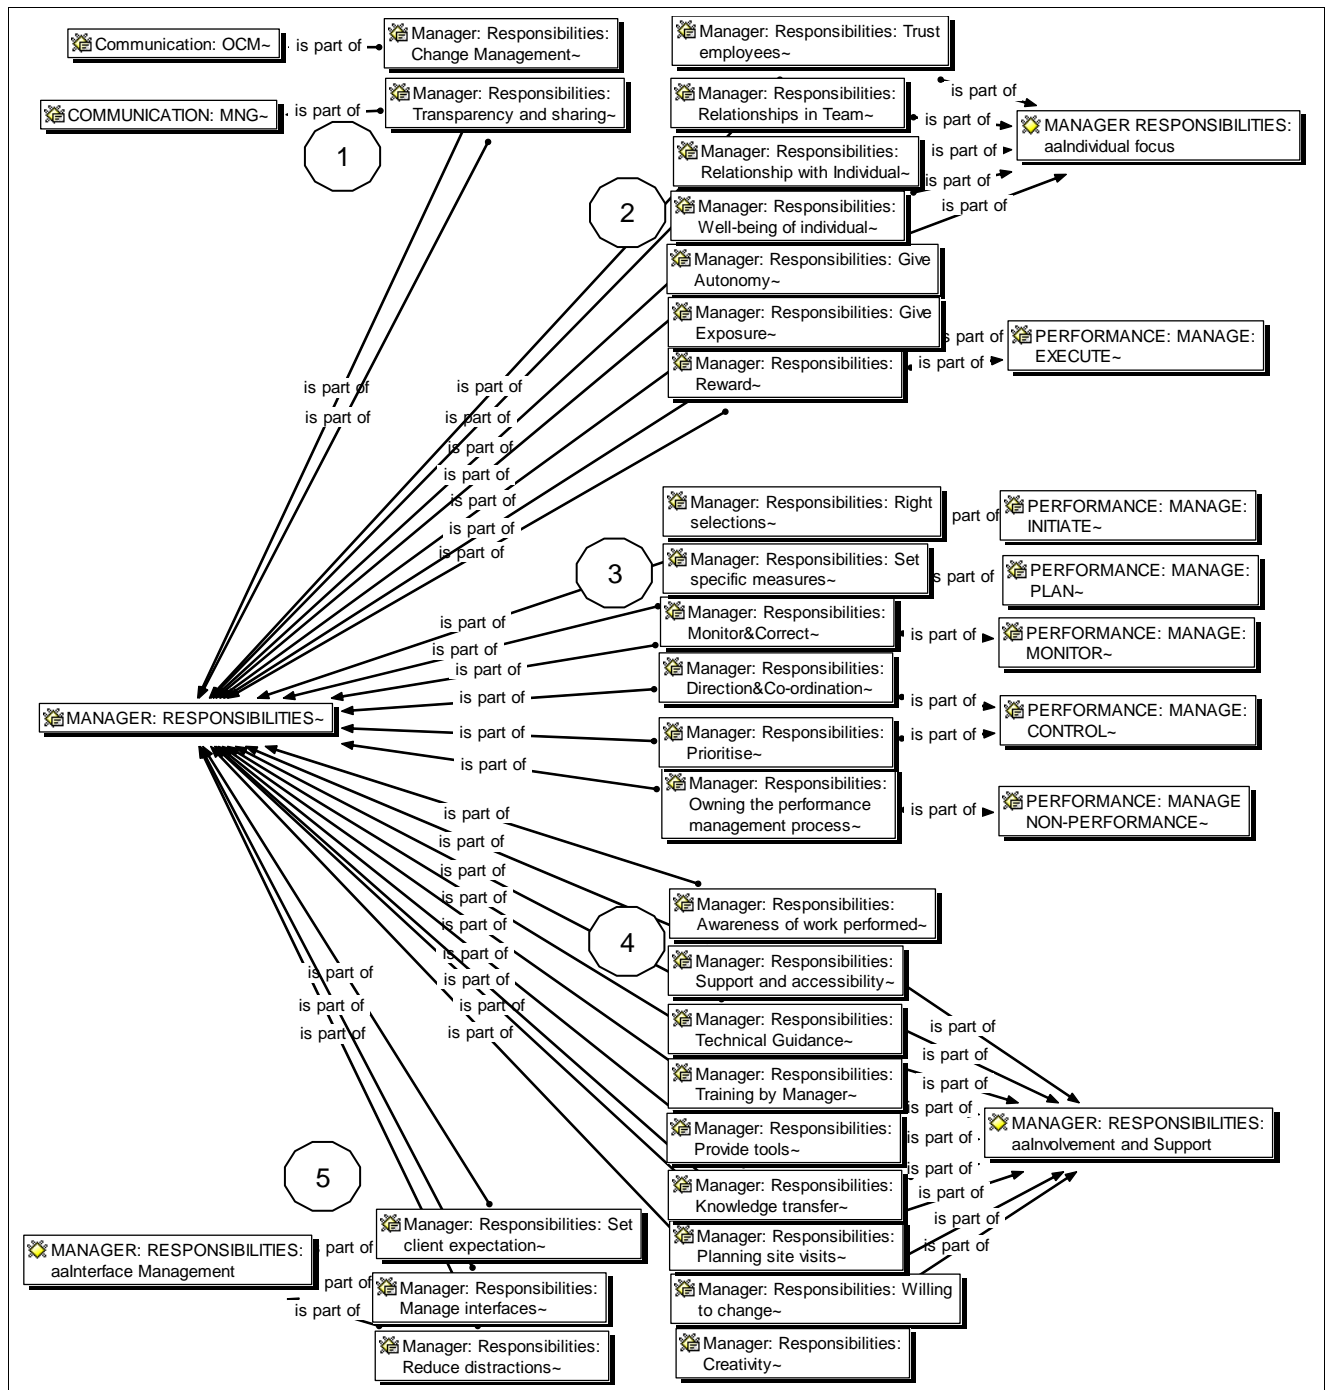 Communication: OCM~
is part of
Manager: Responsibilities:
Change Management~
COMMUNICATION: MNG~
is part of
Manager: Responsibilities:
Transparency and sharing~
1
Manager: Responsibilities: Trust
employees~
Manager: Responsibilities:
Relationships in Team~
Manager: Responsibilities:
Relationship with Individual~
2
Manager: Responsibilities:
Well-being of individual~
Manager: Responsibilities: Give
Autonomy~
Manager: Responsibilities: Give
Exposure~
Manager: Responsibilities:
Reward~
is part of
is part of
is part of
is part of
is part of
MANAGER RESPONSIBILITIES:
aaIndividual focus
s part of
is part of
PERFORMANCE: MANAGE:
EXECUTE~
is part of
is part of
is part of
is part of
is part of
is part of
is part of
is part of
is part of
3
Manager: Responsibilities: Right
selections~
part of
PERFORMANCE: MANAGE:
INITIATE~
Manager: Responsibilities: Set
specific measures~
s part of
PERFORMANCE: MANAGE:
PLAN~
Manager: Responsibilities:
Monitor&Correct~
is part of
PERFORMANCE: MANAGE:
MONITOR~
Manager: Responsibilities:
Direction&Co-ordination~
is part of
PERFORMANCE: MANAGE:
CONTROL~
Manager: Responsibilities:
Prioritise~
is part of
Manager: Responsibilities:
Owning the performance
management process~
is part of
PERFORMANCE: MANAGE
NON-PERFORMANCE~
is part of
is part of
is part of
is part of
is part of
is part of
MANAGER: RESPONSIBILITIES~
is part of
is part of
is part of
is part of
is part of
is part of
is part of
is part of
is part of
is part of
is part of
is part of
4
Manager: Responsibilities:
Awareness of work performed~
Manager: Responsibilities:
Support and accessibility~
Manager: Responsibilities:
Technical Guidance~
Manager: Responsibilities:
Training by Manager~
Manager: Responsibilities:
Provide tools~
Manager: Responsibilities:
Knowledge transfer~
Manager: Responsibilities:
Planning site visits~
Manager: Responsibilities: Willing
to change~
Manager: Responsibilities:
Creativity~
is part of
is part of
is part of
is part of
is part of
is part of
is part of
is part of
is part of
MANAGER: RESPONSIBILITIES:
aaInvolvement and Support
5
MANAGER: RESPONSIBILITIES:
aaInterface Management
s part of
part of
is part of
Manager: Responsibilities: Set
client expectation~
Manager: Responsibilities:
Manage interfaces~
Manager: Responsibilities:
Reduce distractions~